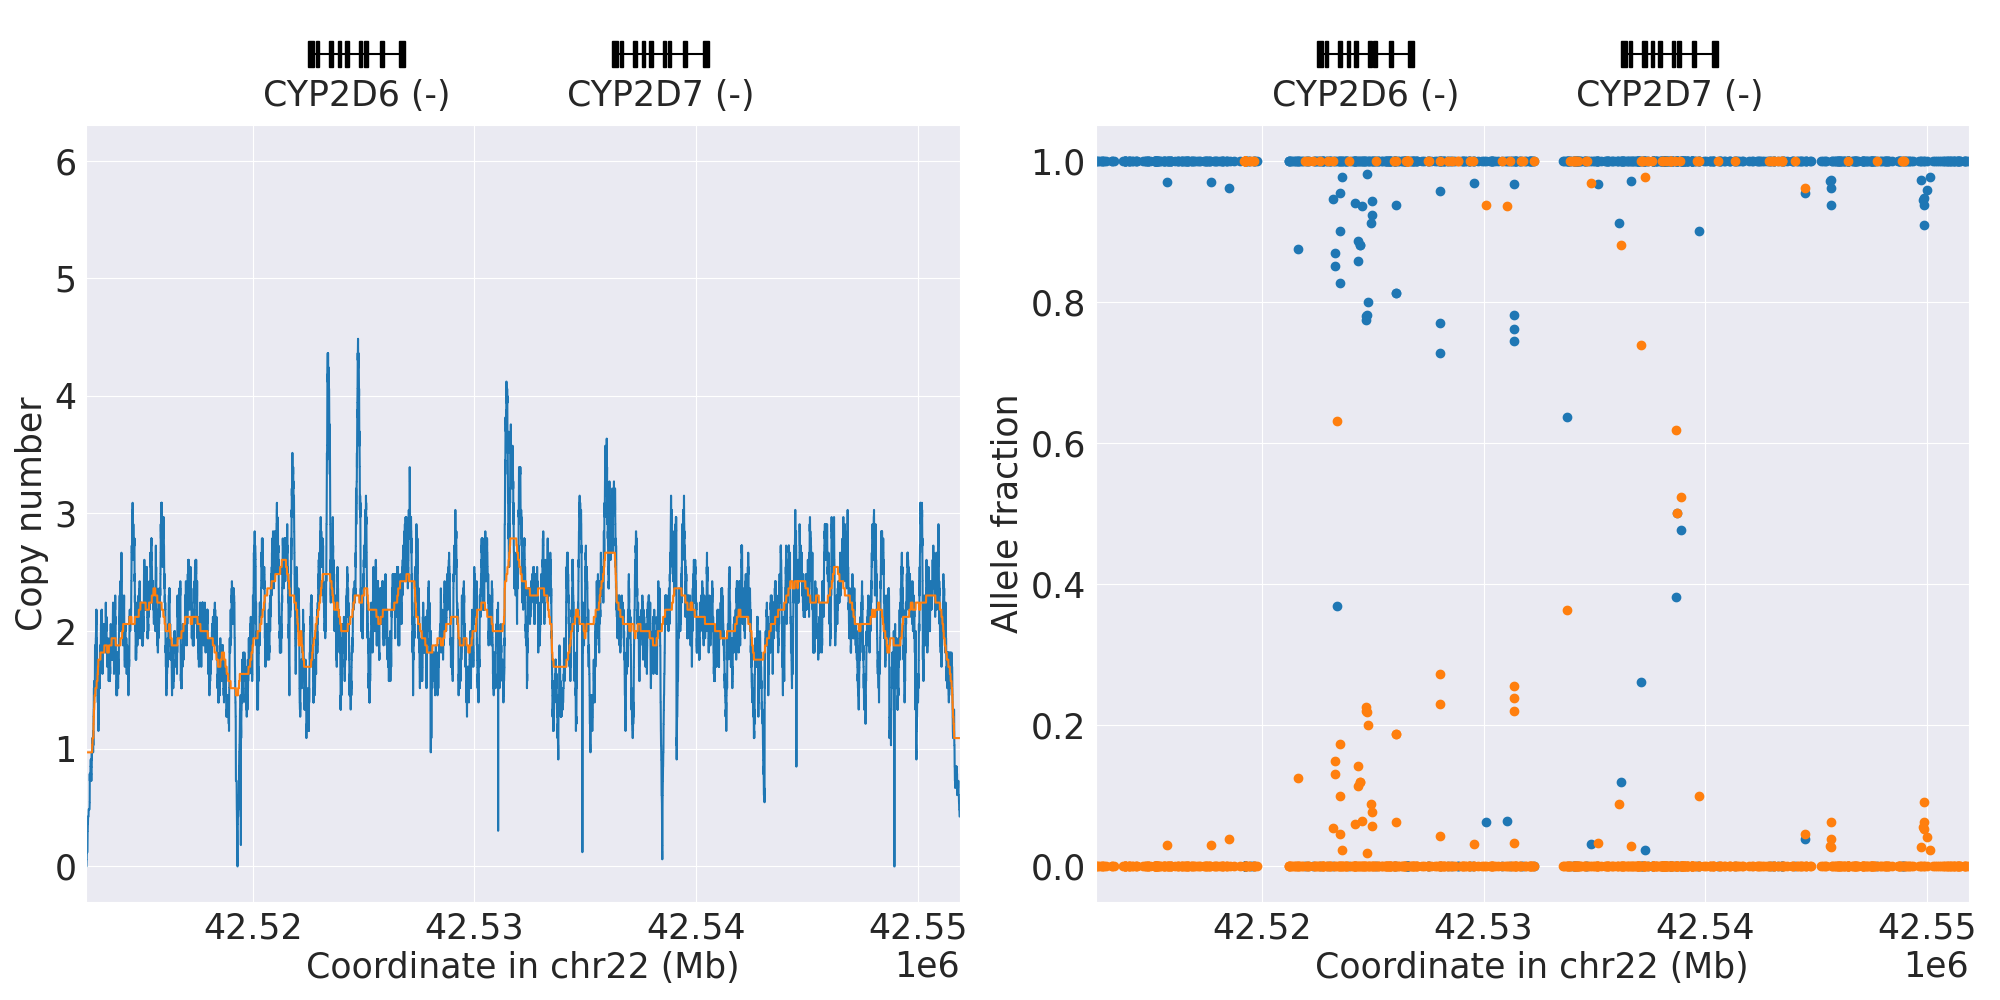 CYP2D6 (-) CYP2D7 (-)
6
5
4
3
2
1
0
Copy number
42.52 42.53 42.54 42.55
Coordinate in chr22 (Mb) 1e6
CYP2D6 (-) CYP2D7 (-)
1.0
0.8
0.6
0.4
0.2
0.0
Allele fraction
42.52 42.53 42.54 42.55
Coordinate in chr22 (Mb) 1e6